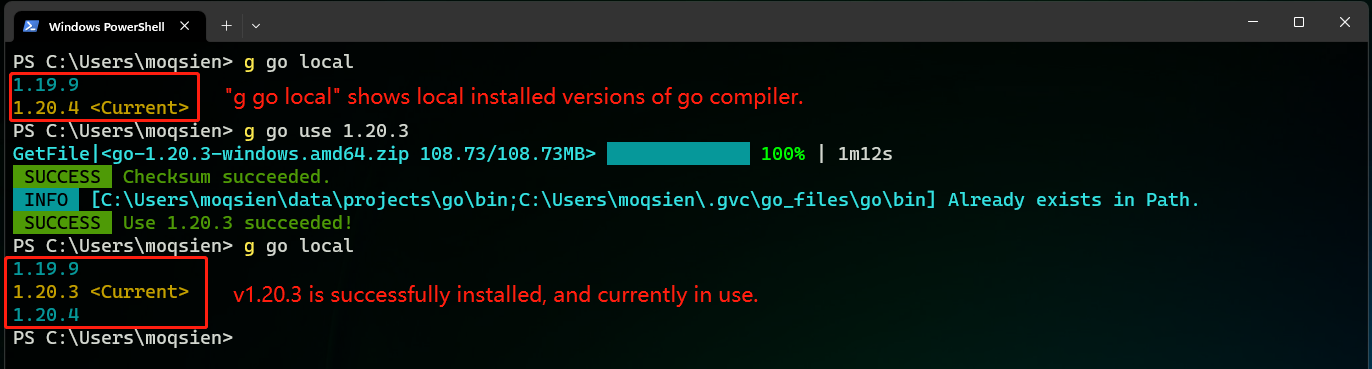 Windows PowerShell
PS C:\Users\moqsien> g go local
1.19.9
1.20.4 <Current>
"g go local" shows local installed versions of go compiler.
PS C:\Users\moqsien> g go use 1.20.3
GetFile|<go-1.20.3-windows.amd64.zip 108.73/108.73MB> 100% | 1m12s
SUCCESS Checksum succeeded.
INFO [C:\Users\moqsien\data\projects\go\bin;C:\Users\moqsien\.gvc\go_files\go\bin] Already exists in Path.
SUCCESS Use 1.20.3 succeeded!
PS C:\Users\moqsien> g go local
1.19.9
1.20.3 <Current>
v1.20.3 is successfully installed, and currently in use.
1.20.4
PS C:\Users\moqsien>